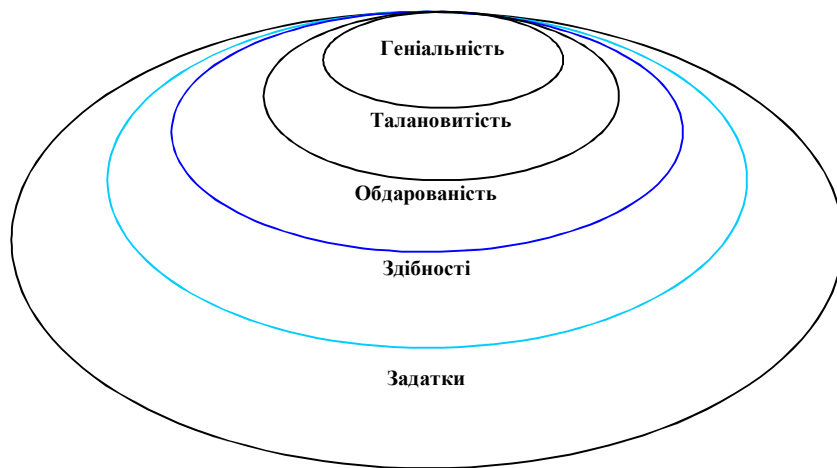 Геніальність
Талановитість
Обдарованість
Здібності
Задатки